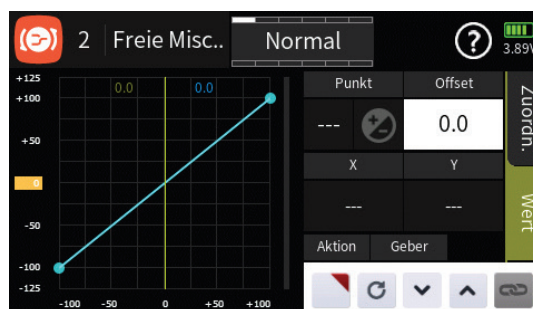 2 Freie Misc.. Normal ? 3.89V
Punkt Offset
--- 0.0
X Y
--- ---
Aktion Geber
Zuordn.
Wert
0.0 0.0
+125
+100
+50
0
-50
-100
-125
-100 -50 0 +50 +100